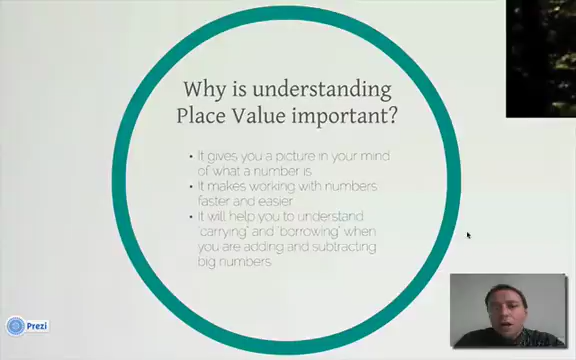 Why is understanding
Place Value important?
• It gives you a picture in your mind
of what a number is
• It makes working with numbers
faster and easier
• It will help you to understand
'carrying' and 'borrowing' when
you are adding and subtracting
big numbers
Prezi